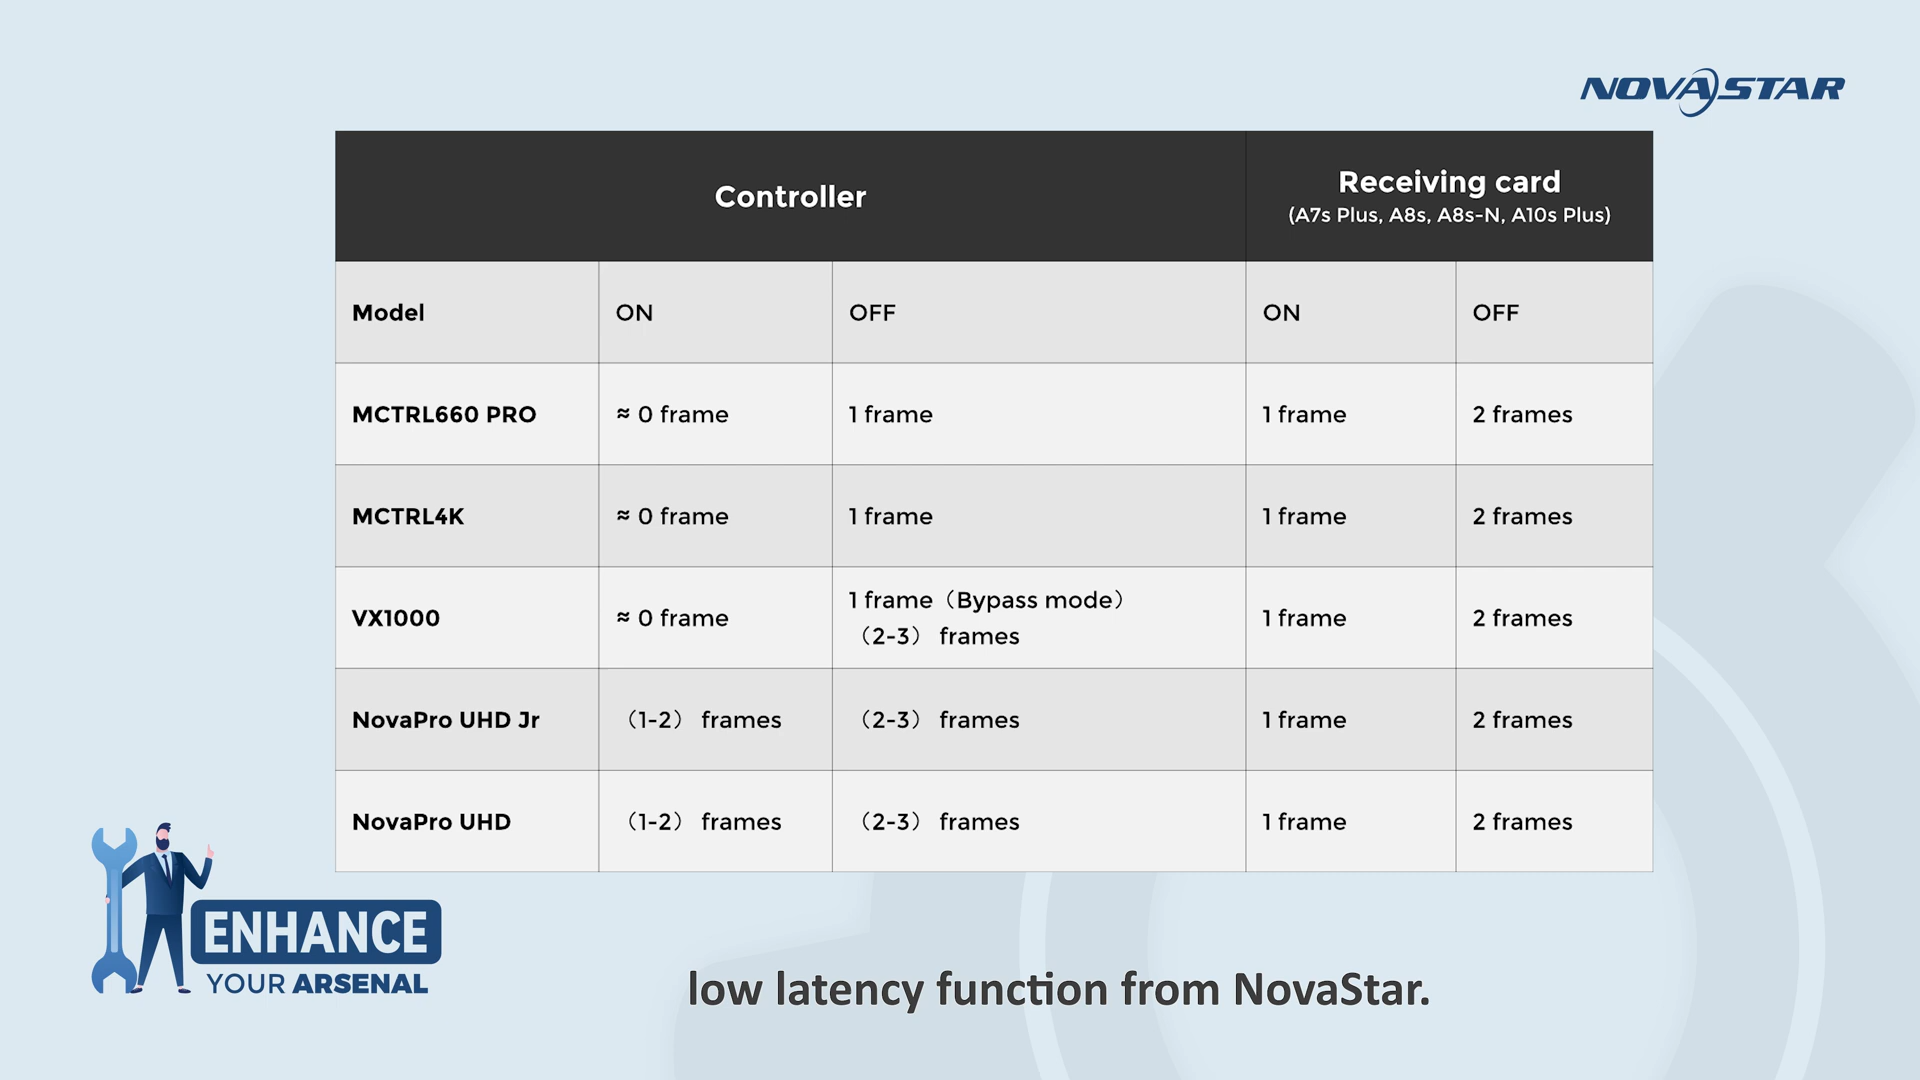 NOVASTAR
Controller
Receiving card
(A7s Plus, A8s, A8s-N, A10s Plus)
Model ON OFF ON OFF
MCTRL660 PRO ≈ 0 frame 1 frame 1 frame 2 frames
MCTRL4K ≈ 0 frame 1 frame 1 frame 2 frames
VX1000 ≈ 0 frame 1 frame（Bypass mode）
（2-3） frames 1 frame 2 frames
NovaPro UHD Jr （1-2） frames （2-3） frames 1 frame 2 frames
NovaPro UHD （1-2） frames （2-3） frames 1 frame 2 frames
ENHANCE
YOUR ARSENAL
low latency function from NovaStar.